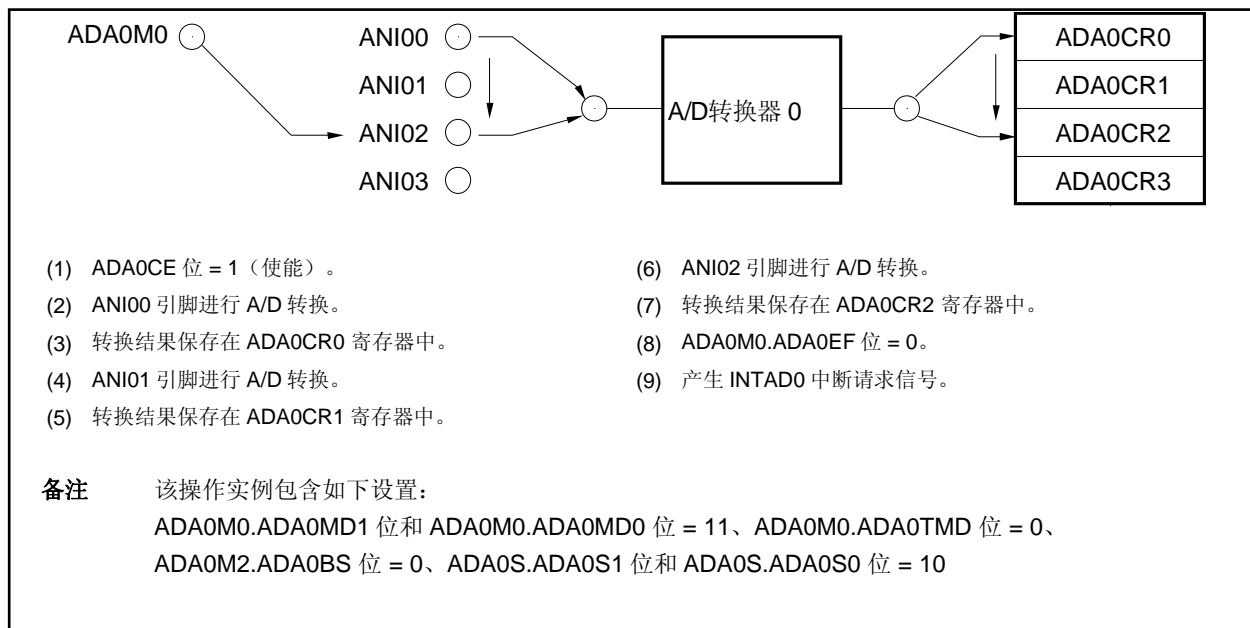 ADA0M0
ANI00
ANI01
ANI02
ANI03
A/D转换器 0
ADA0CR0
ADA0CR1
ADA0CR2
ADA0CR3
(1) ADA0CE 位 = 1（使能）。
(2) ANI00 引脚进行 A/D 转换。
(3) 转换结果保存在 ADA0CR0 寄存器中。
(4) ANI01 引脚进行 A/D 转换。
(5) 转换结果保存在 ADA0CR1 寄存器中。
(6) ANI02 引脚进行 A/D 转换。
(7) 转换结果保存在 ADA0CR2 寄存器中。
(8) ADA0M0.ADA0EF 位 = 0。
(9) 产生 INTAD0 中断请求信号。
备注 该操作实例包含如下设置：
ADA0M0.ADA0MD1 位和 ADA0M0.ADA0MD0 位 = 11、ADA0M0.ADA0TMD 位 = 0、
ADA0M2.ADA0BS 位 = 0、ADA0S.ADA0S1 位和 ADA0S.ADA0S0 位 = 10